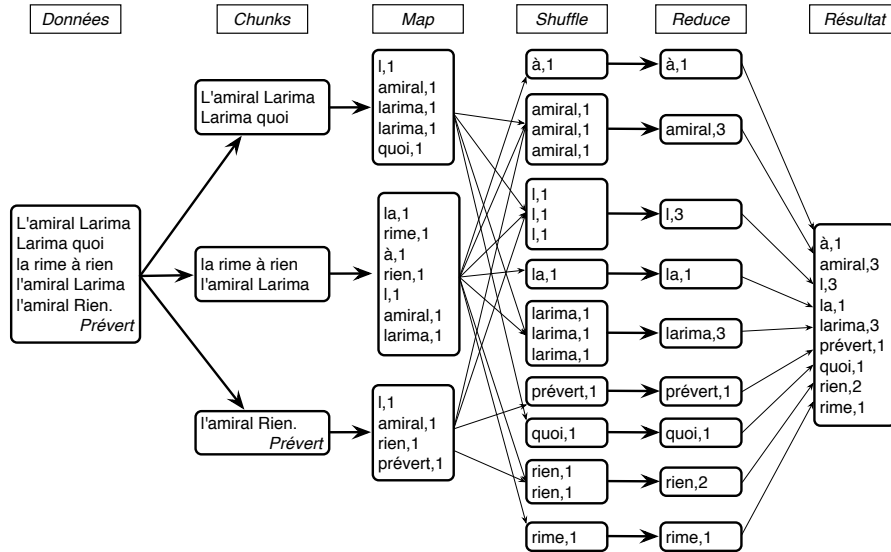 Données
Chunks
Map
Shuffle
Reduce
Résultat
L'amiral Larima
Larima quoi
la rime à rien
l'amiral Larima
l'amiral Rien.
Prévert
L'amiral Larima
Larima quoi
la rime à rien
l'amiral Larima
l'amiral Rien.
Prévert
l,1
amiral,1
larima,1
larima,1
quoi,1
la,1
rime,1
à,1
rien,1
l,1
amiral,1
larima,1
l,1
amiral,1
rien,1
prévert,1
à,1
amiral,1
amiral,1
amiral,1
l,1
l,1
l,1
la,1
larima,1
larima,1
larima,1
prévert,1
quoi,1
rien,1
rien,1
rime,1
à,1
amiral,3
l,3
la,1
larima,3
prévert,1
quoi,1
rien,2
rime,1
à,1
amiral,3
l,3
la,1
larima,3
prévert,1
quoi,1
rien,2
rime,1